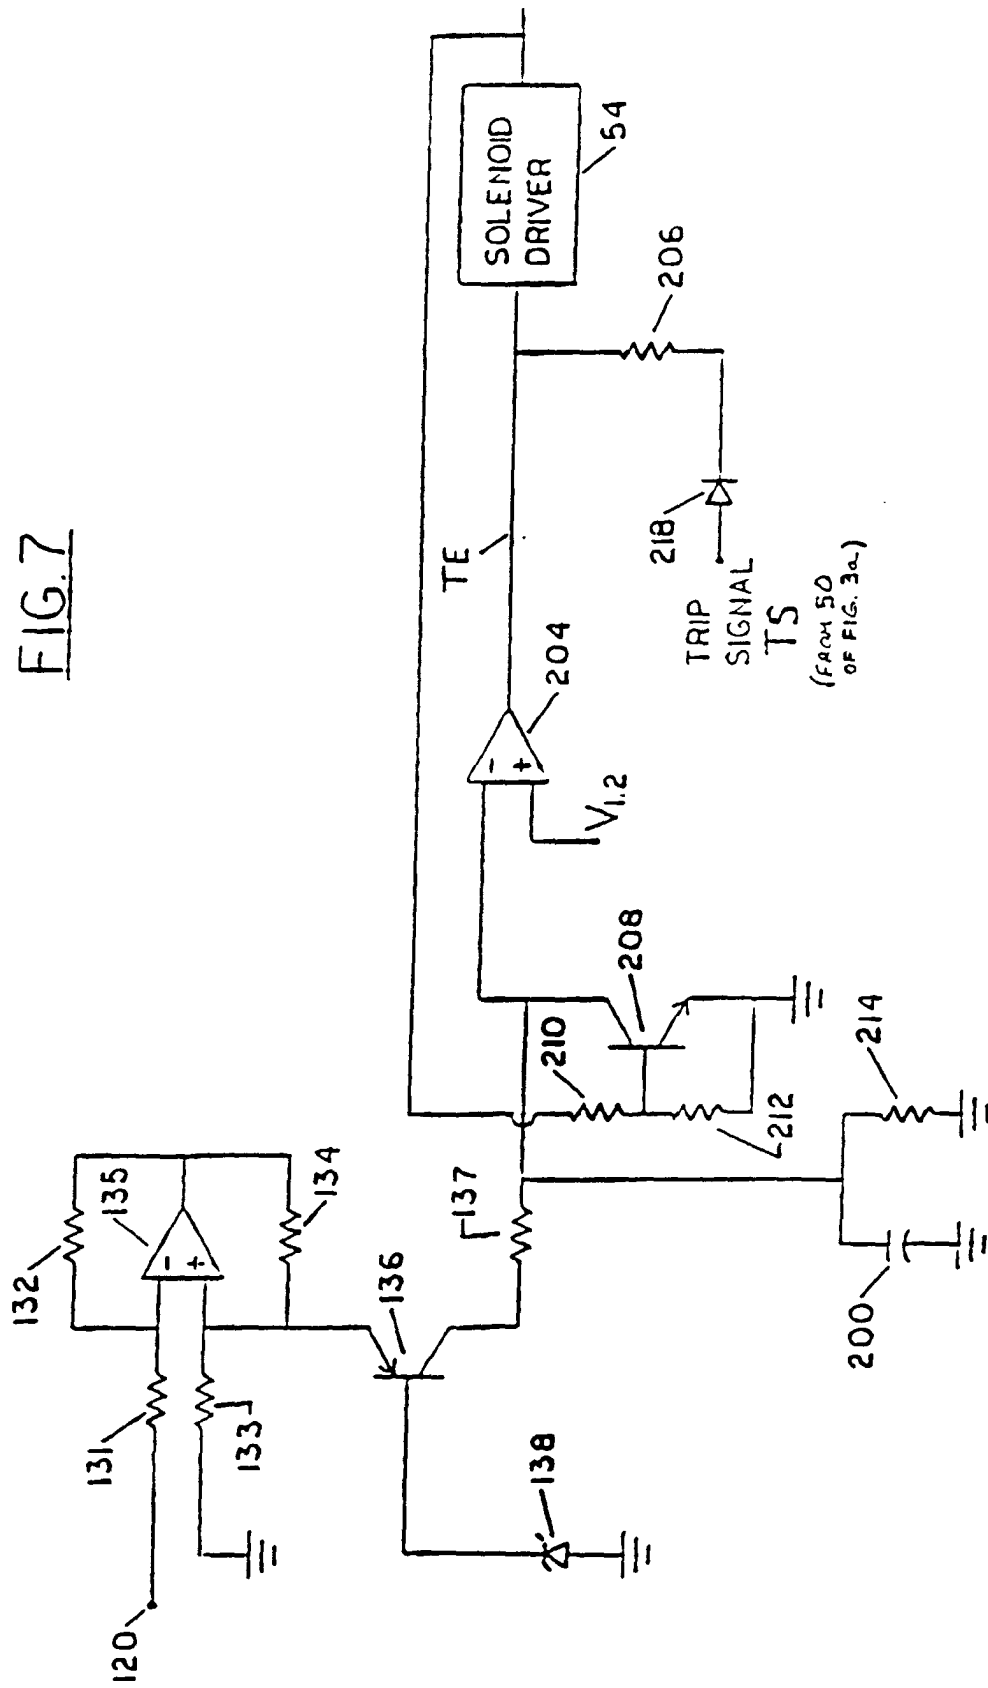 FIG.7
132
135
134
131
133
120
136
137
138
210
208
212
214
200
-
+
-
+
V1.2
204
TE
SOLENOID
DRIVER
54
206
218
TRIP
SIGNAL
TS
(FROM 50
OF FIG. 3a)